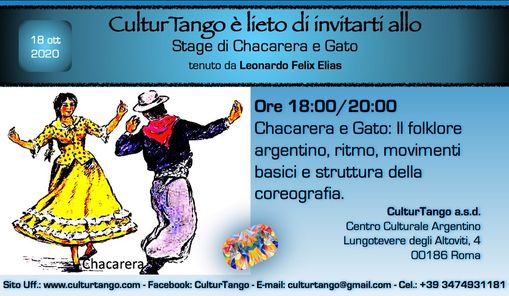 CulturTango è lieto di invitarti allo
18 ott
2020
Stage di Chacarera e Gato
tenuto da Leonardo Felix Elias
Ore 18:00/20:00
Chacarera e Gato: Il folklore
argentino, ritmo, movimenti
basici e struttura della
coreografia.
CulturTango a.s.d.
Centro Culturale Argentino
Lungotevere degli Altoviti, 4
00186 Roma
Chacarera
Sito Uff.: www.culturtango.com - Facebook: CulturTango - E-mail: culturtango@gmail.com - Cel.: +39 3474931181